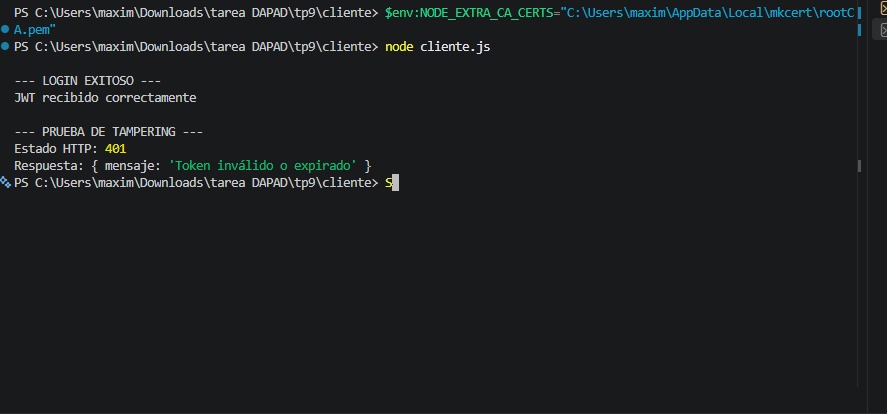 PS C:\Users\maxim\Downloads\tarea DAPAD\tp9\cliente> $env:NODE_EXTRA_CA_CERTS="C:\Users\maxim\AppData\Local\mkcert\rootC
A.pem"
PS C:\Users\maxim\Downloads\tarea DAPAD\tp9\cliente> node cliente.js
--- LOGIN EXITOSO ---
JWT recibido correctamente
--- PRUEBA DE TAMPERING ---
Estado HTTP: 401
Respuesta: { mensaje: 'Token inválido o expirado' }
PS C:\Users\maxim\Downloads\tarea DAPAD\tp9\cliente> S